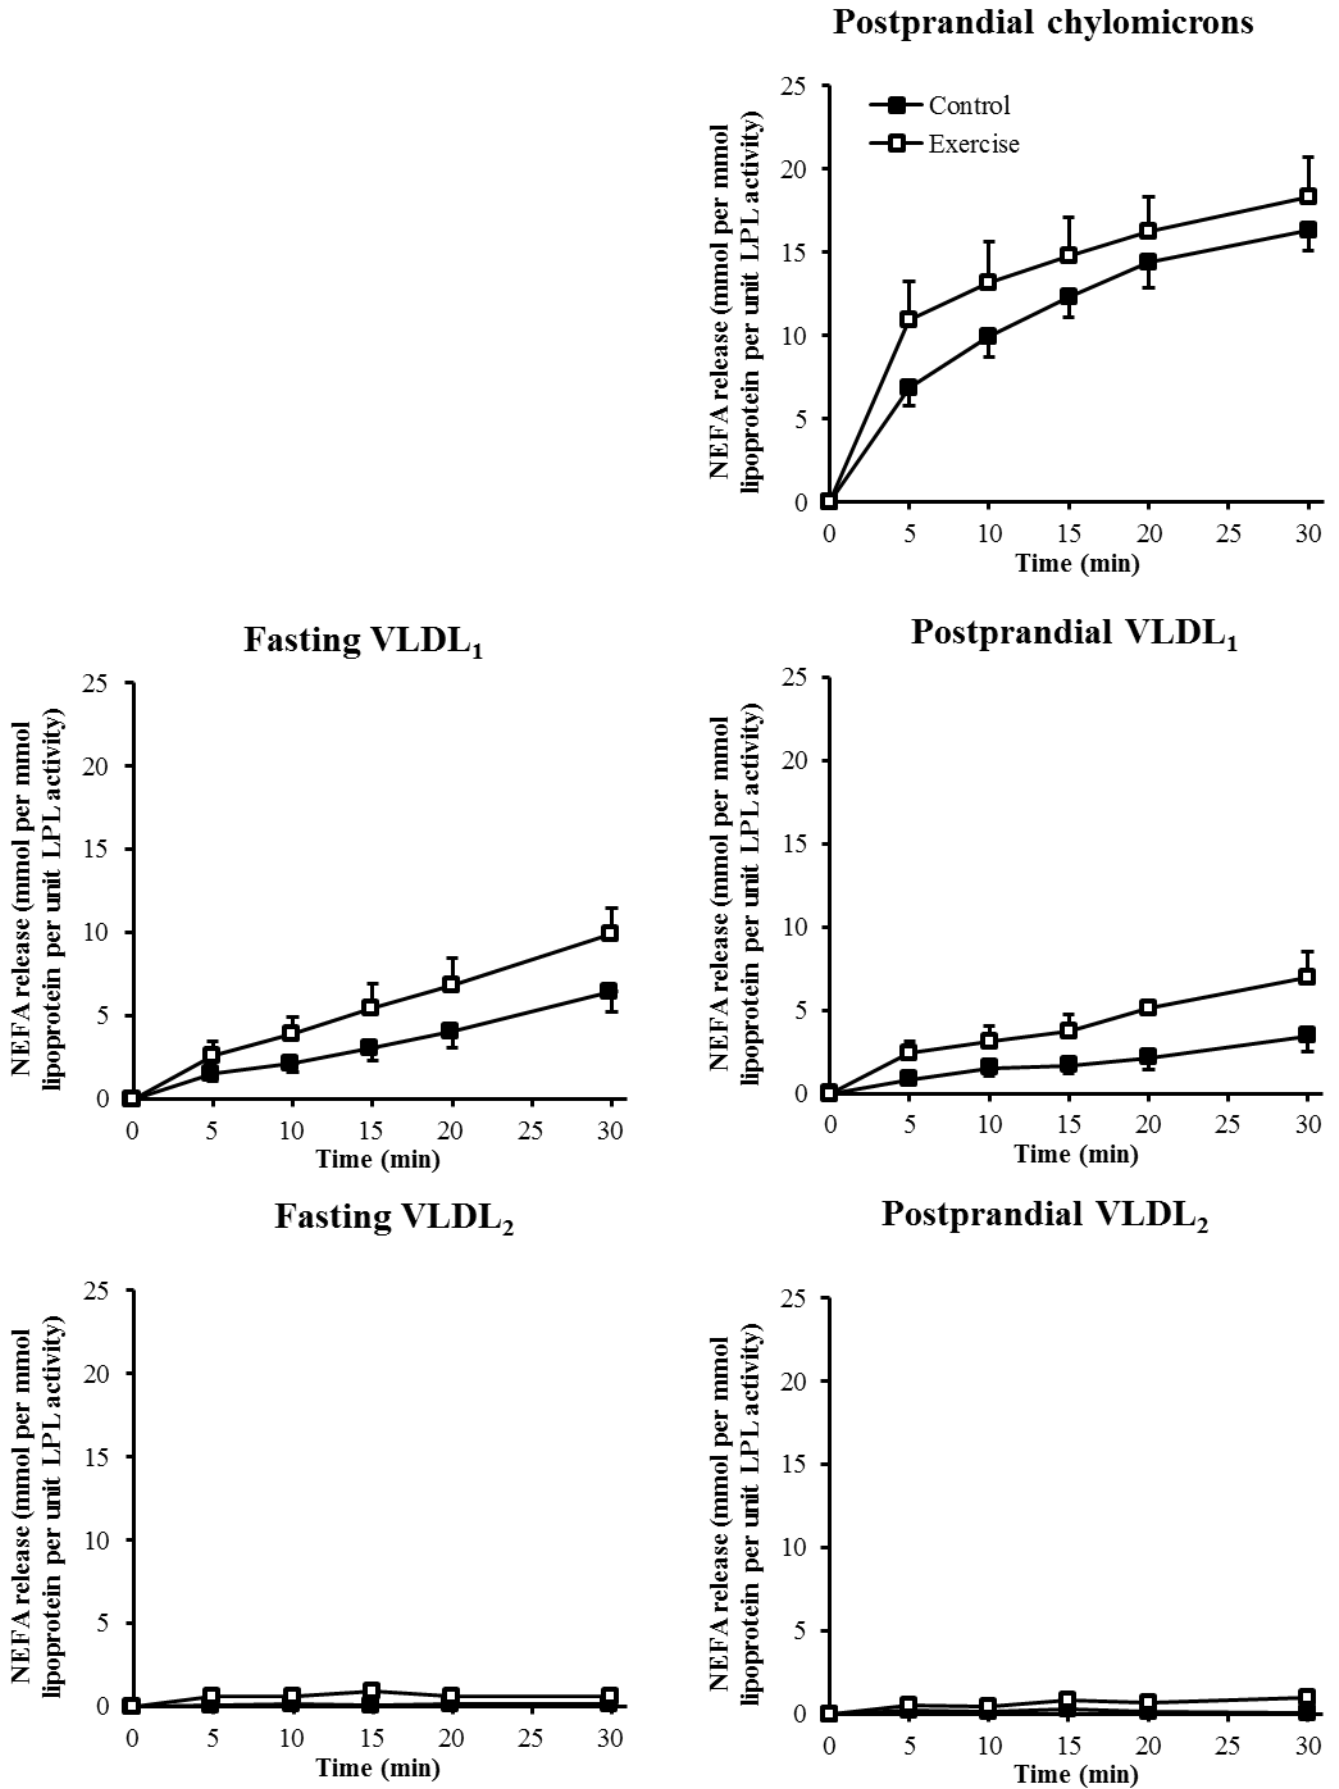 Postprandial chylomicrons
NEFA release (mmol per mmol
lipoprotein per unit LPL activity)
25
20
15
10
5
0
Control
Exercise
0 5 10 15 20 25 30
Time (min)
Fasting VLDL₁
NEFA release (mmol per mmol
lipoprotein per unit LPL activity)
25
20
15
10
5
0
0 5 10 15 20 25 30
Time (min)
Postprandial VLDL₁
NEFA release (mmol per mmol
lipoprotein per unit LPL activity)
25
20
15
10
5
0
0 5 10 15 20 25 30
Time (min)
Fasting VLDL₂
NEFA release (mmol per mmol
lipoprotein per unit LPL activity)
25
20
15
10
5
0
0 5 10 15 20 25 30
Time (min)
Postprandial VLDL₂
NEFA release (mmol per mmol
lipoprotein per unit LPL activity)
25
20
15
10
5
0
0 5 10 15 20 25 30
Time (min)